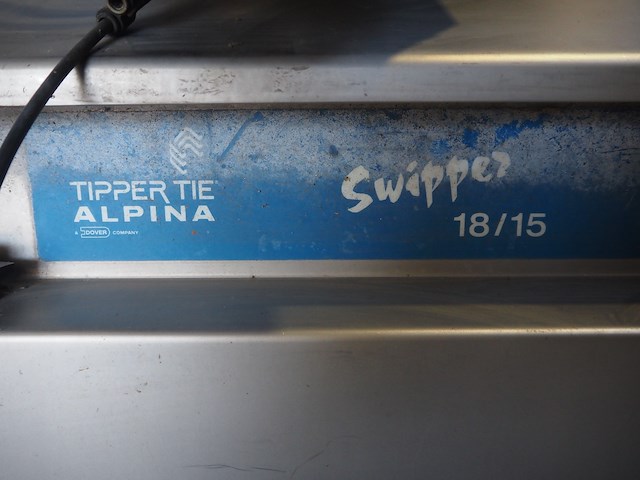 TIPPER TIE
ALPINA
A DOVER COMPANY
Swipper
18/15